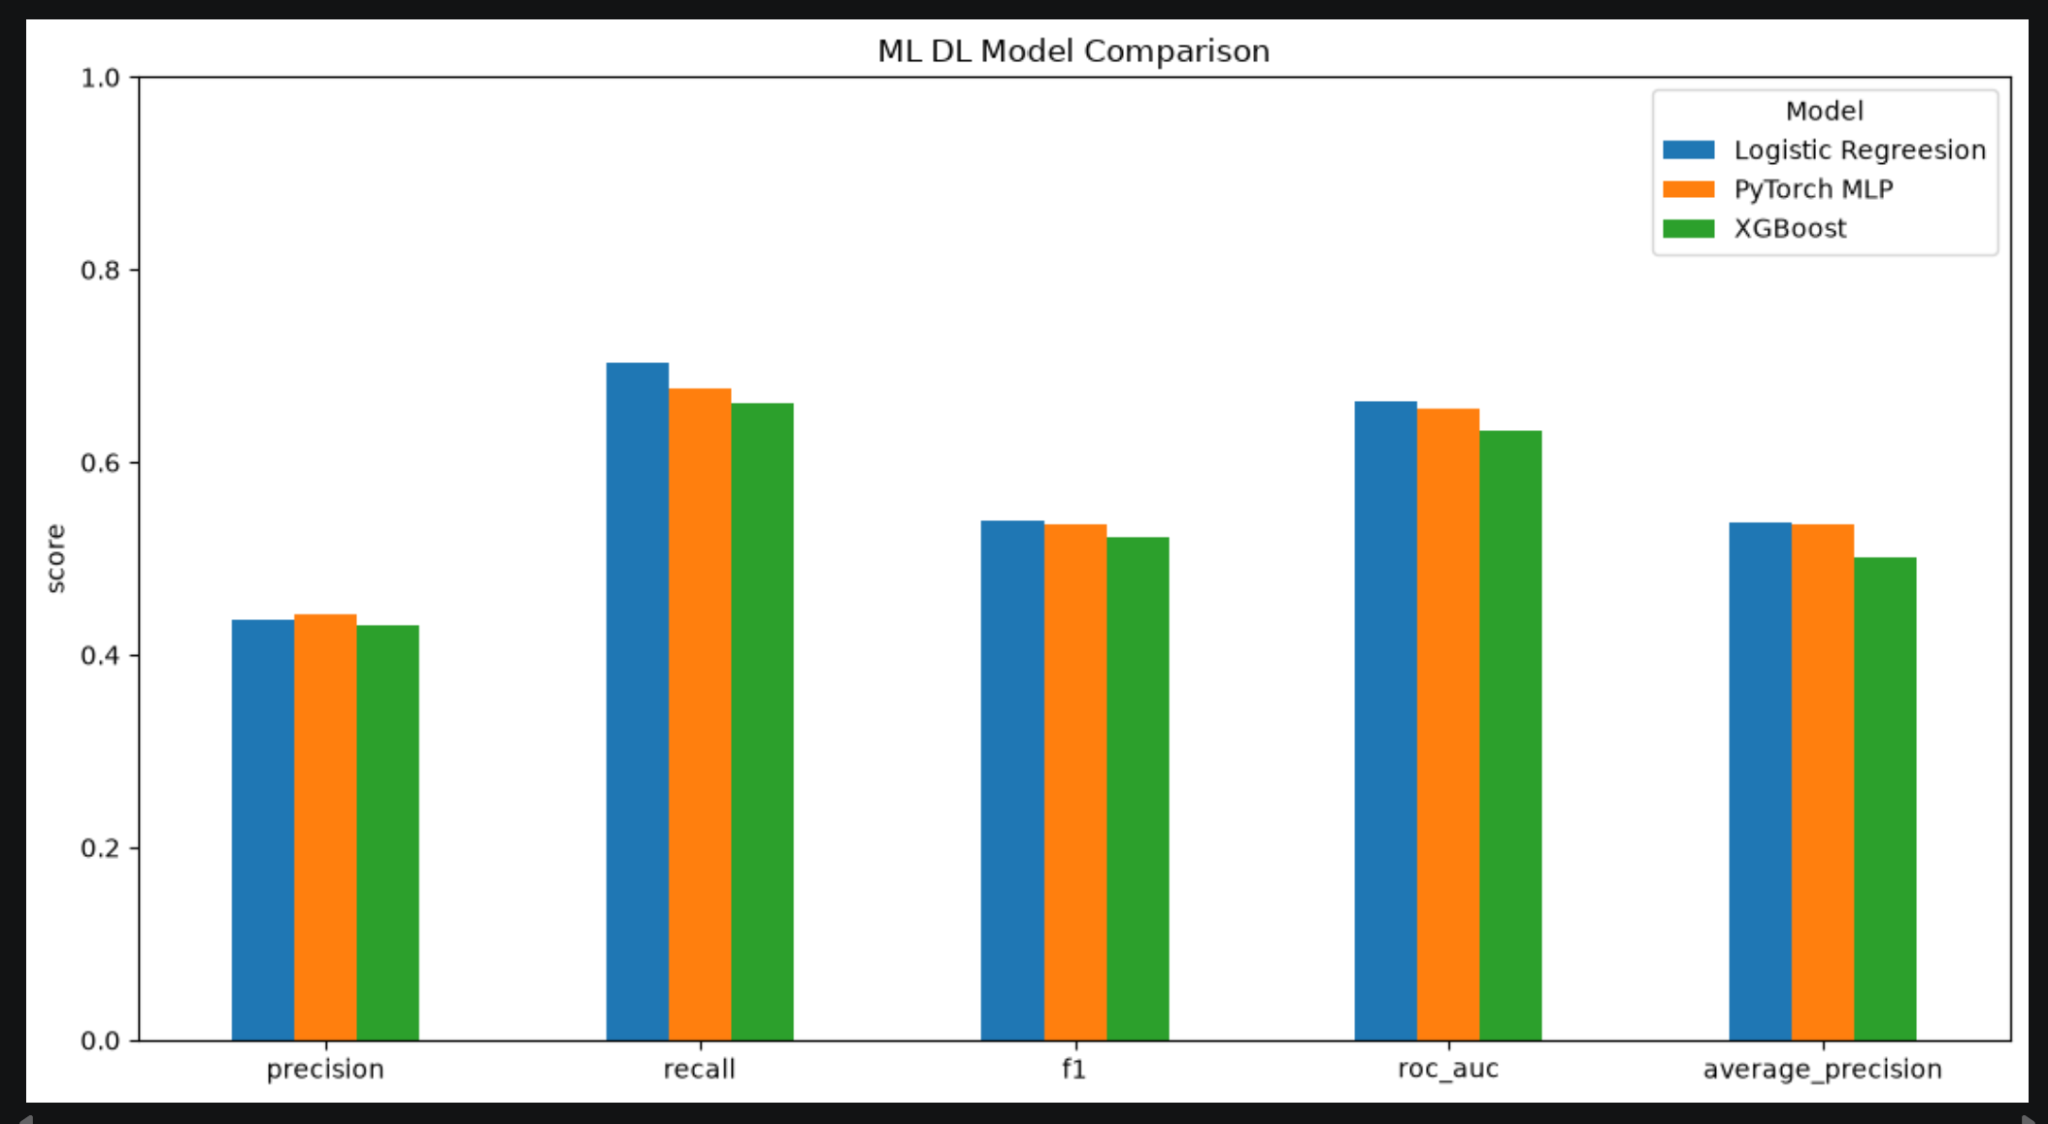 ML DL Model Comparison
1.0
0.8
0.6
0.4
0.2
0.0
score
Model
Logistic Regreesion
PyTorch MLP
XGBoost
precision recall f1 roc_auc average_precision